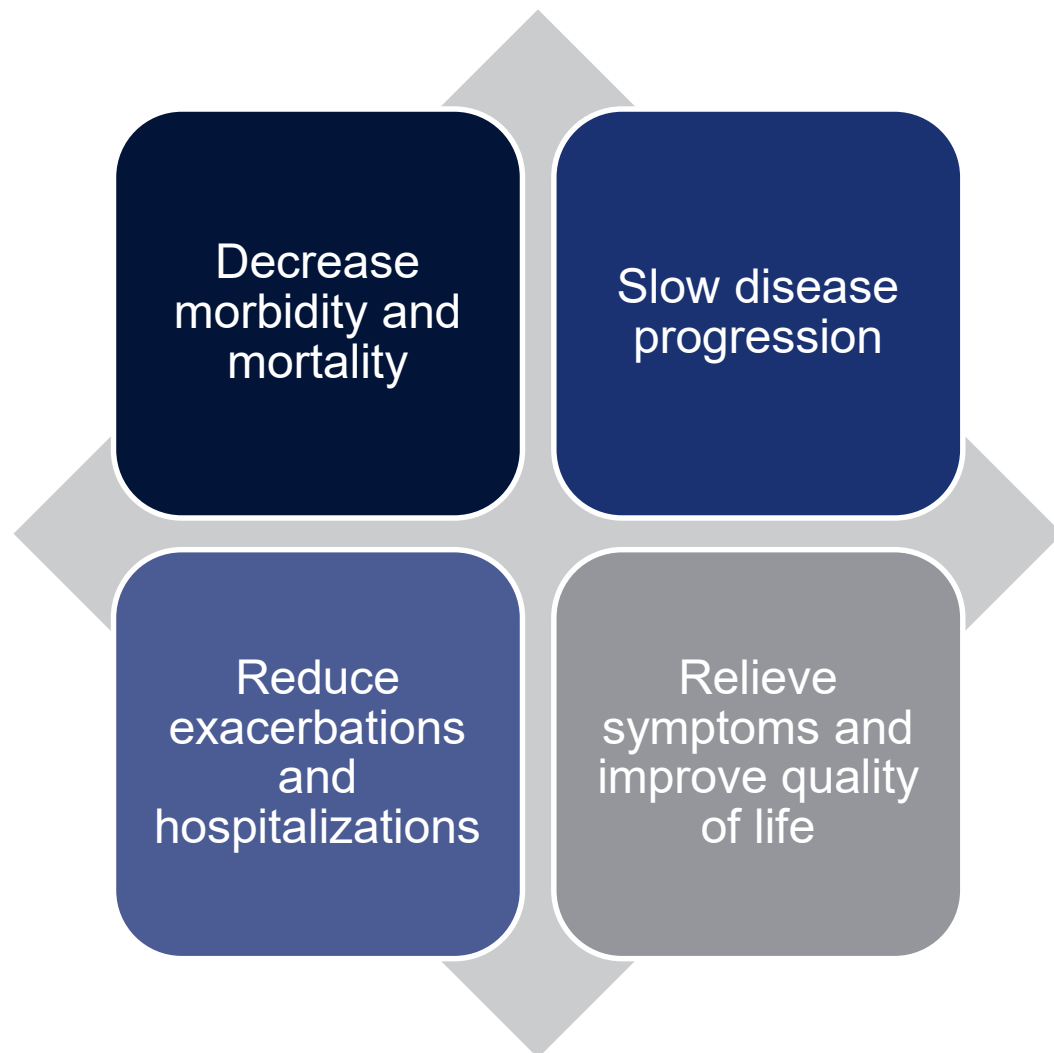 Decrease
morbidity and
mortality
Slow disease
progression
Reduce
exacerbations
and
hospitalizations
Relieve
symptoms and
improve quality
of life